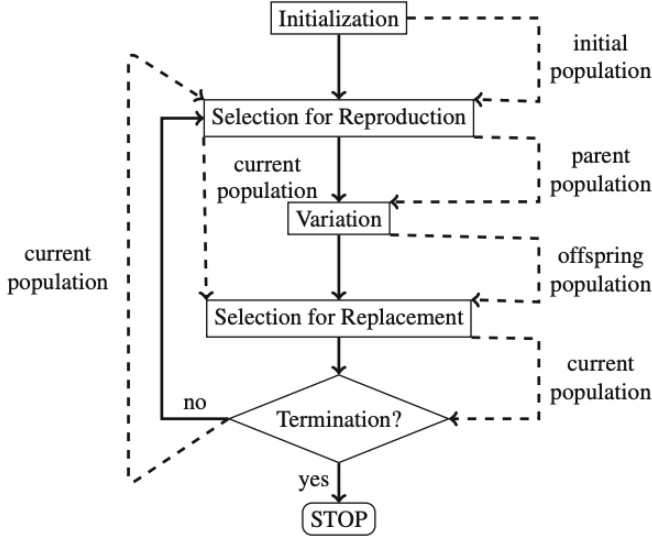 Initialization
initial
population
Selection for Reproduction
current
population
parent
population
Variation
current
population
offspring
population
Selection for Replacement
current
population
no
Termination?
yes
STOP